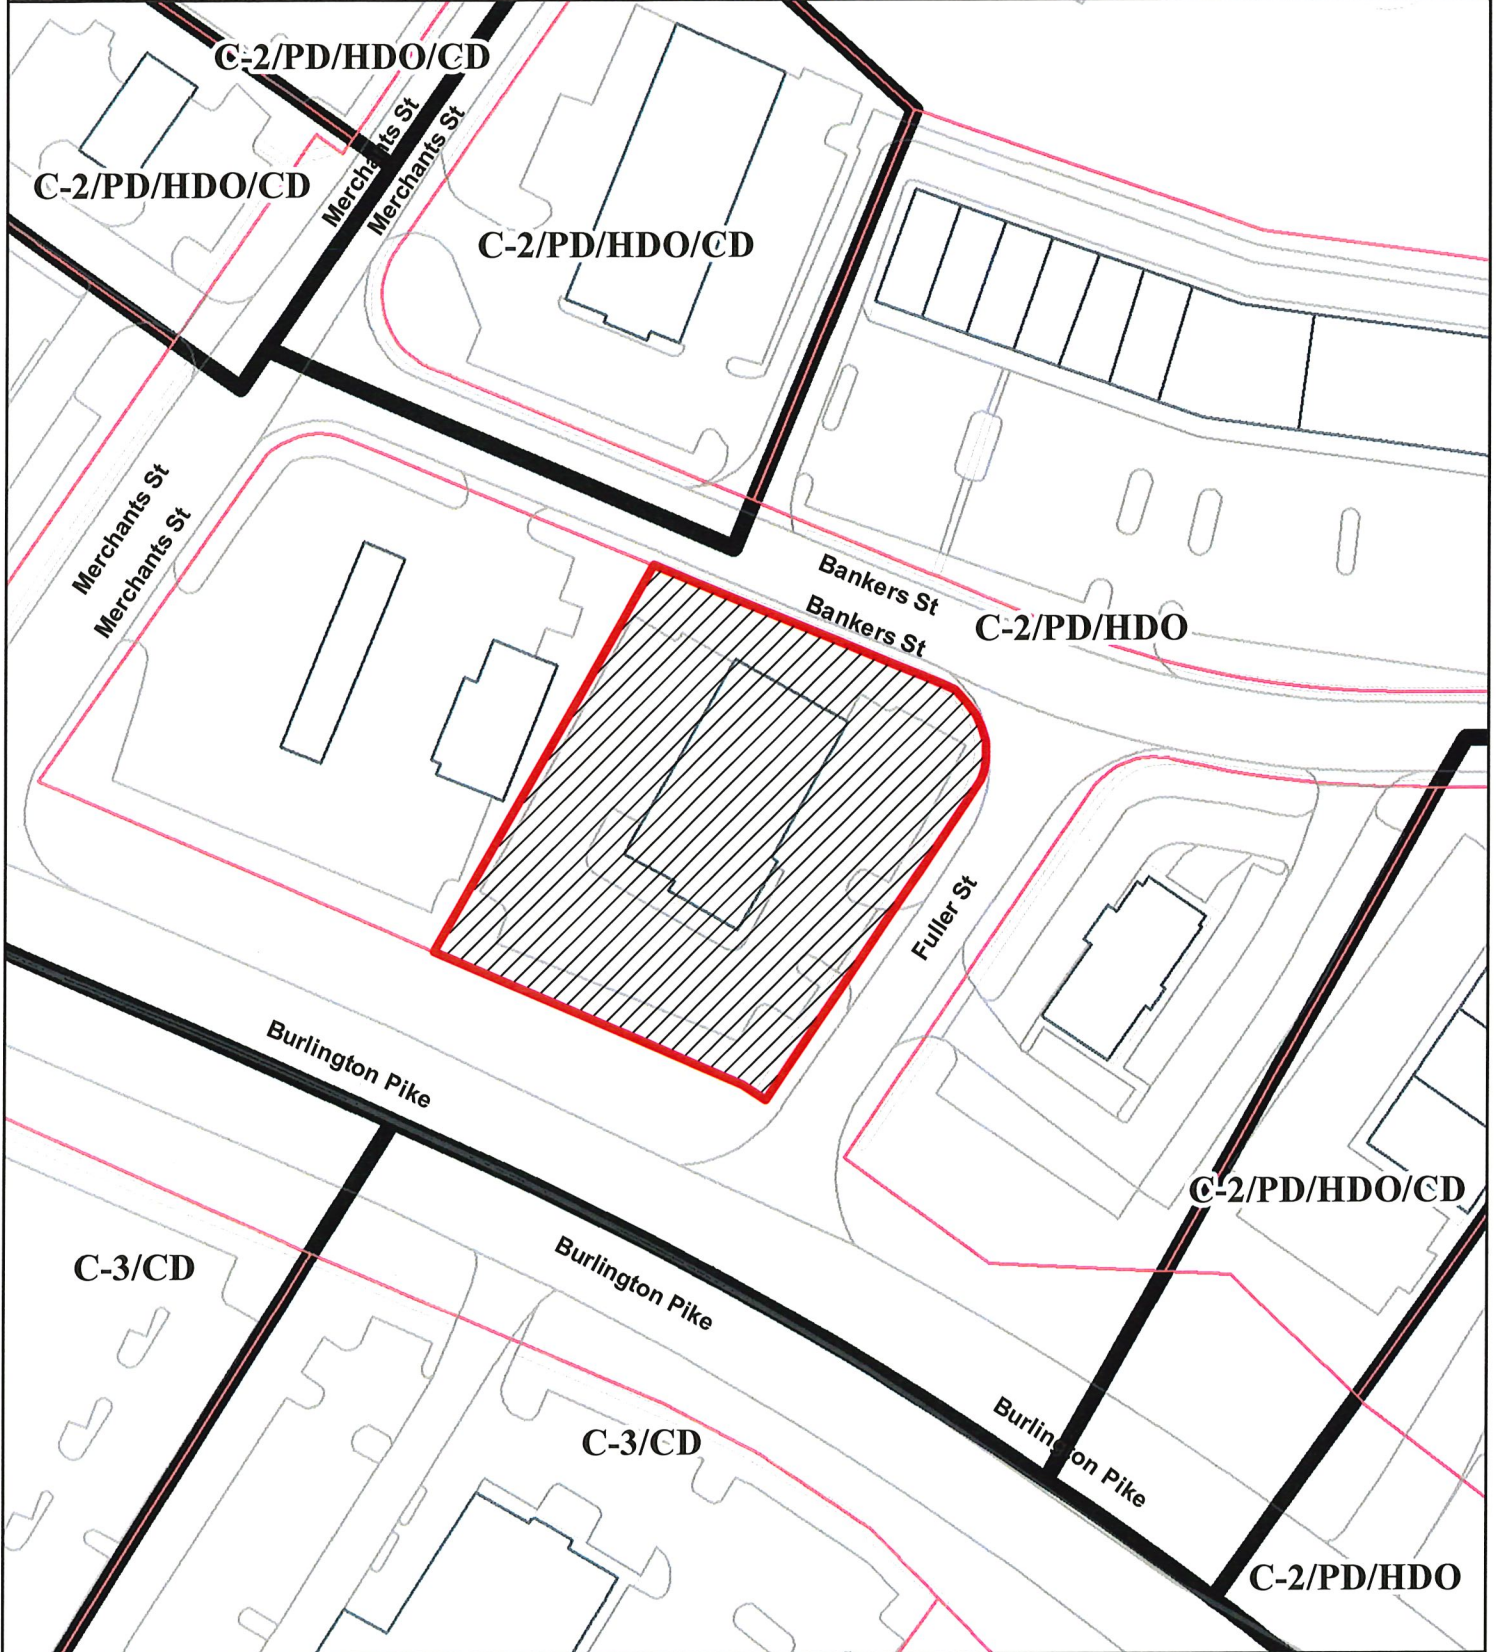 C-2/PD/HDO/CD
Merchants St
Merchants St
C-2/PD/HDO/CD
C-2/PD/HDO/CD
Merchants St
Merchants St
Bankers St
Bankers St
C-2/PD/HDO
Fuller St
Burlington Pike
C-2/PD/HDO/CD
Burlington Pike
C-3/CD
Burlington Pike
C-3/CD
C-2/PD/HDO